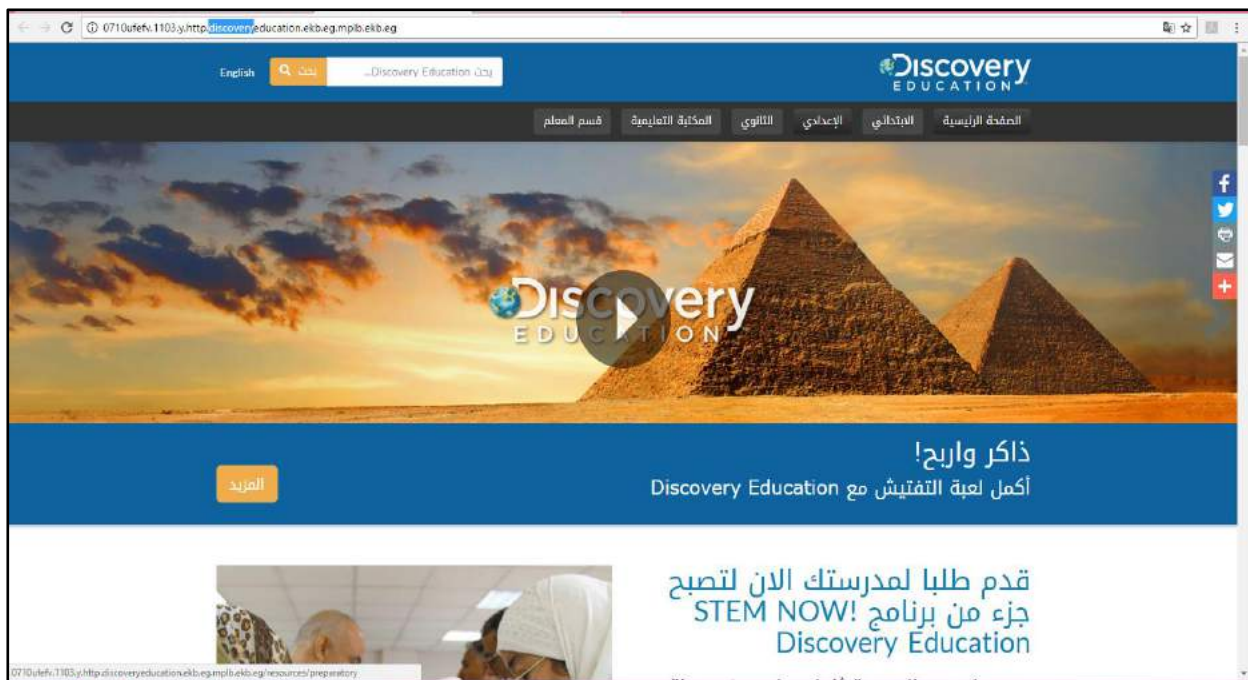 0710ufefv.1103.y.http.discoveryeducation.ekb.eg.mplb.ekb.eg
DISCOVERY
EDUCATION
بحث Discovery Education...
بحث
English
الصفحة الرئيسية
الابتدائي
الإعدادي
الثانوي
المكتبة التعليمية
قسم المعلم
DISCOVERY
EDUCATION
ذاكر واربح!
أكمل لعبة التفتيش مع Discovery Education
المزيد
قدم طلبا لمدرستك الان لتصبح
جزء من برنامج STEM NOW!
Discovery Education
0710ufefv.1103.y.http.discoveryeducation.ekb.eg.mplb.ekb.eg/resources/preparatory